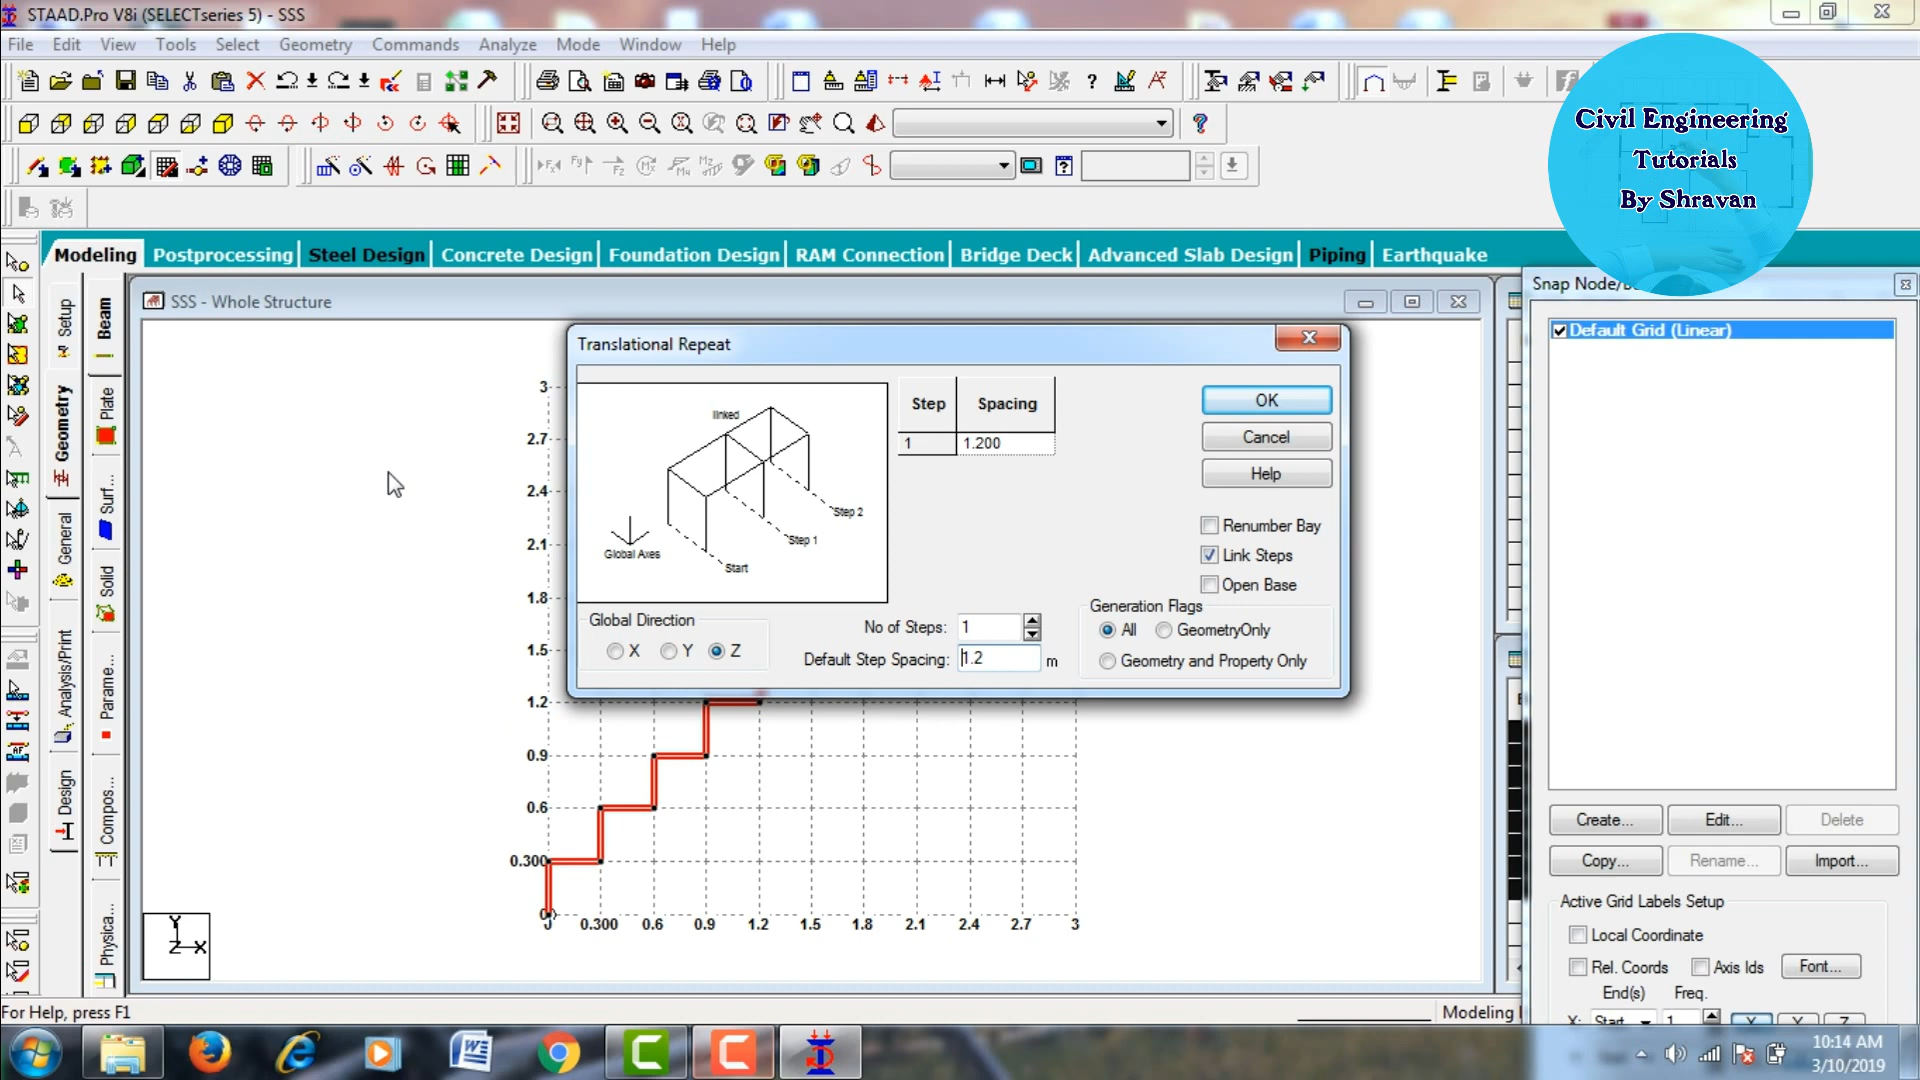 STAAD.Pro V8i (SELECTseries 5) - SSS
File Edit View Tools Select Geometry Commands Analyze Mode Window Help
Civil Engineering
Tutorials
By Shravan
Modeling Postprocessing Steel Design Concrete Design Foundation Design RAM Connection Bridge Deck Advanced Slab Design Piping Earthquake
SSS - Whole Structure
Snap Node/
Default Grid (Linear)
Setup
Geometry
General
Analysis/Print
Design
Beam
Plate
Surf...
Solid
Parame...
Compos...
Physica...
Translational Repeat
linked
Step 2
Step 1
Start
Global Axes
Step Spacing
1 1.200
OK
Cancel
Help
Renumber Bay
Link Steps
Open Base
Generation Flags
All GeometryOnly
Geometry and Property Only
Global Direction
X Y Z
No of Steps: 1
Default Step Spacing: 1.2 m
3
2.7
2.4
2.1
1.8
1.5
1.2
0.9
0.6
0.300
0
0.300 0.6 0.9 1.2 1.5 1.8 2.1 2.4 2.7 3
Y
Z X
Create... Edit... Delete
Copy... Rename... Import...
Active Grid Labels Setup
Local Coordinate
Rel. Coords Axis Ids Font...
End(s) Freq.
X: Start 1 X Y Z
For Help, press F1
Modeling
10:14 AM
3/10/2019